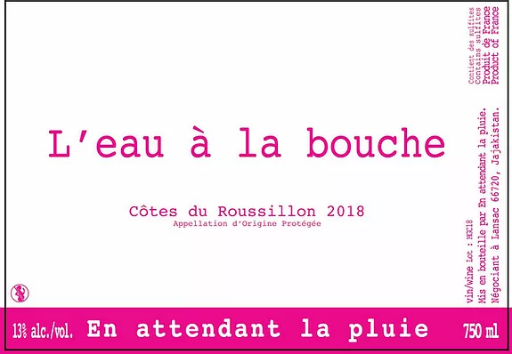 L'eau à la bouche
Côtes du Roussillon 2018
Appellation d'Origine Protégée
13% alc./vol. En attendant la pluie 750 ml
vin/wine Lot : HGC18
Mis en bouteille par En attendant la pluie.
Négociant à Lansac 66720, Jajakistan.
Contient des sulfites
Contains sulfites
Produit de France
Product of France